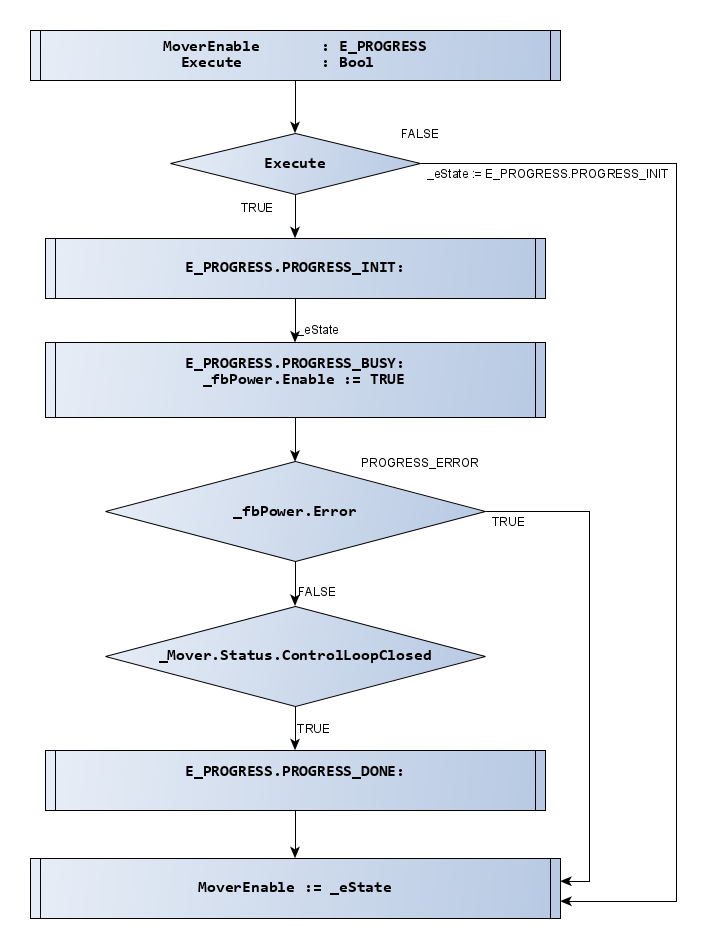 MoverEnable : E_PROGRESS
Execute : Bool
FALSE
Execute
_eState := E_PROGRESS.PROGRESS_INIT
TRUE
E_PROGRESS.PROGRESS_INIT:
_eState
E_PROGRESS.PROGRESS_BUSY:
_fbPower.Enable := TRUE
PROGRESS_ERROR
_fbPower.Error
TRUE
FALSE
_Mover.Status.ControlLoopClosed
TRUE
E_PROGRESS.PROGRESS_DONE:
MoverEnable := _eState